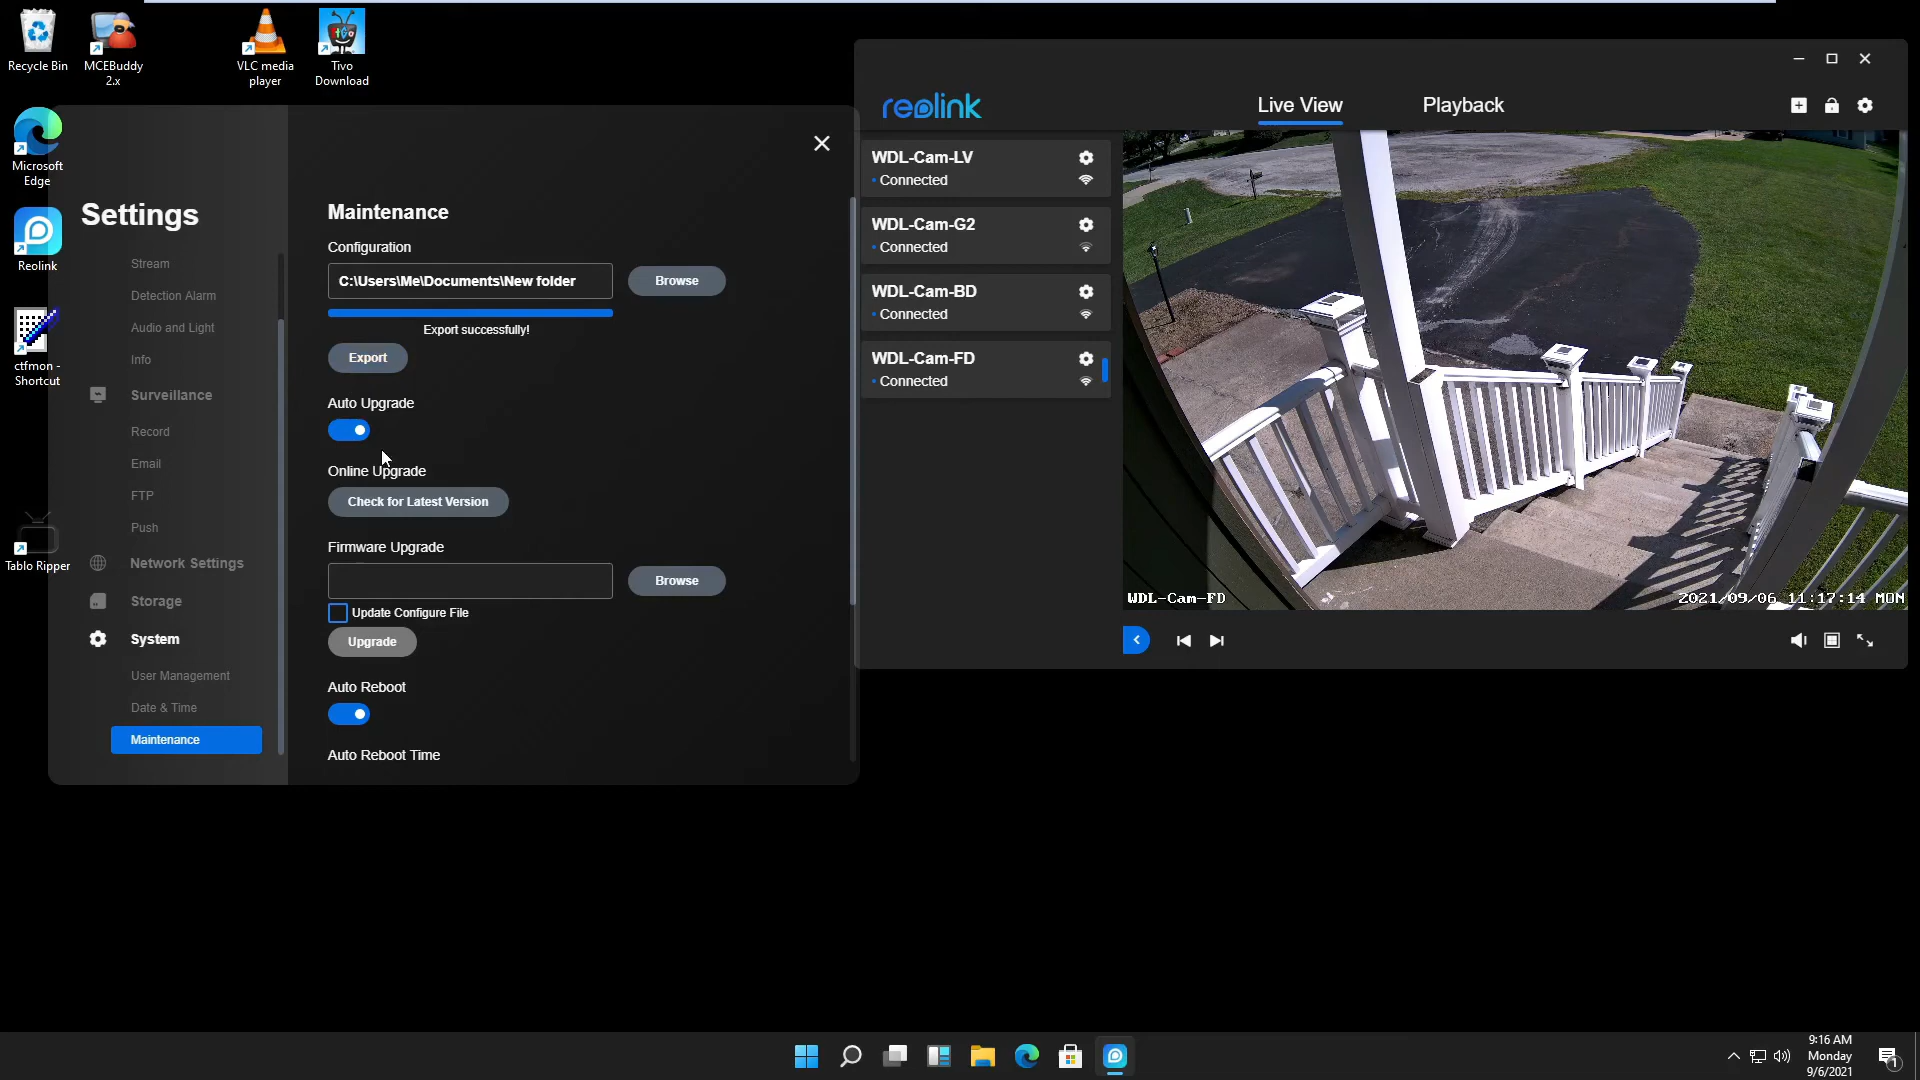 Recycle Bin
MCEBuddy
2.x
VLC media
player
Tivo
Download
Microsoft
Edge
Reolink
ctfmon -
Shortcut
Tablo Ripper
Settings
Stream
Detection Alarm
Audio and Light
Info
Surveillance
Record
Email
FTP
Push
Network Settings
Storage
System
User Management
Date & Time
Maintenance
Maintenance
Configuration
C:\Users\Me\Documents\New folder
Browse
Export successfully!
Export
Auto Upgrade
Online Upgrade
Check for Latest Version
Firmware Upgrade
Browse
Update Configure File
Upgrade
Auto Reboot
Auto Reboot Time
reolink
Live View
Playback
WDL-Cam-LV
Connected
WDL-Cam-G2
Connected
WDL-Cam-BD
Connected
WDL-Cam-FD
Connected
WDL-Cam-FD
2021/09/06 11:17:14 MON
9:16 AM
Monday
9/6/2021
1